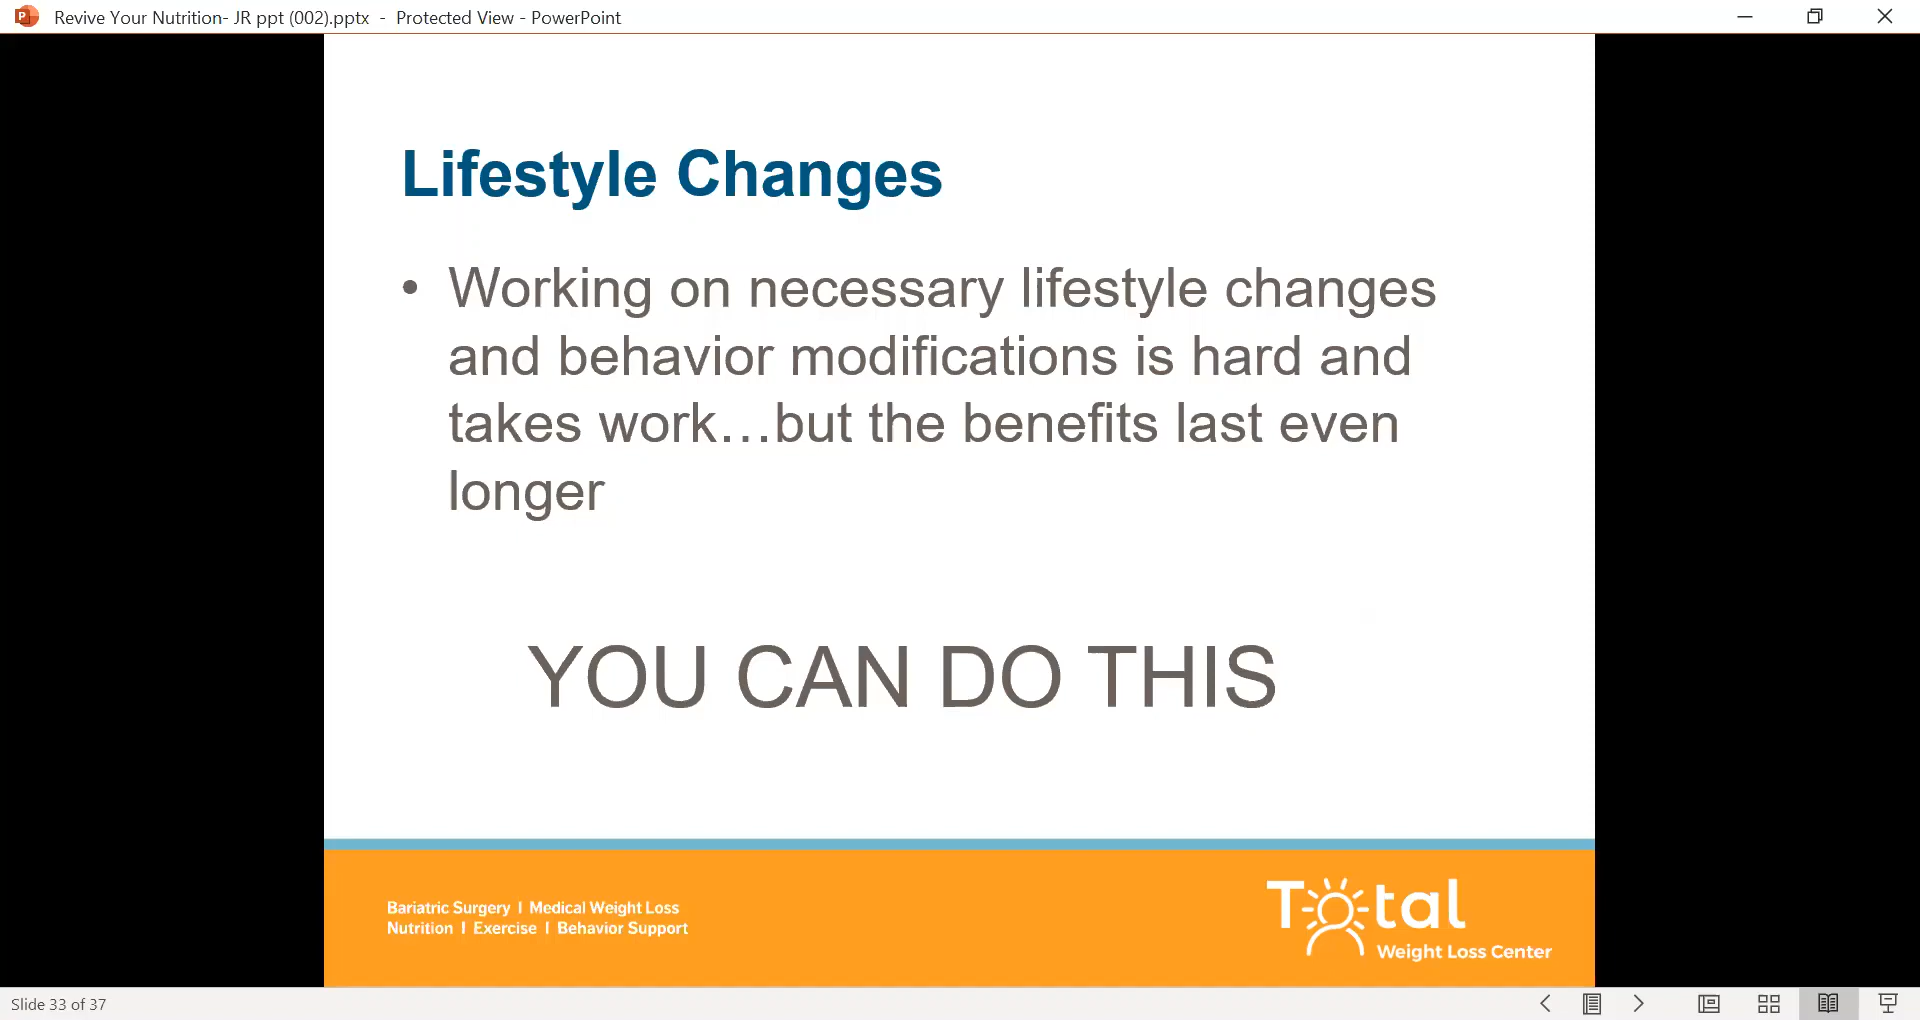 Revive Your Nutrition- JR ppt (002).pptx - Protected View - PowerPoint
Lifestyle Changes
• Working on necessary lifestyle changes
and behavior modifications is hard and
takes work…but the benefits last even
longer
YOU CAN DO THIS
Bariatric Surgery | Medical Weight Loss
Nutrition | Exercise | Behavior Support
Total
Weight Loss Center
Slide 33 of 37